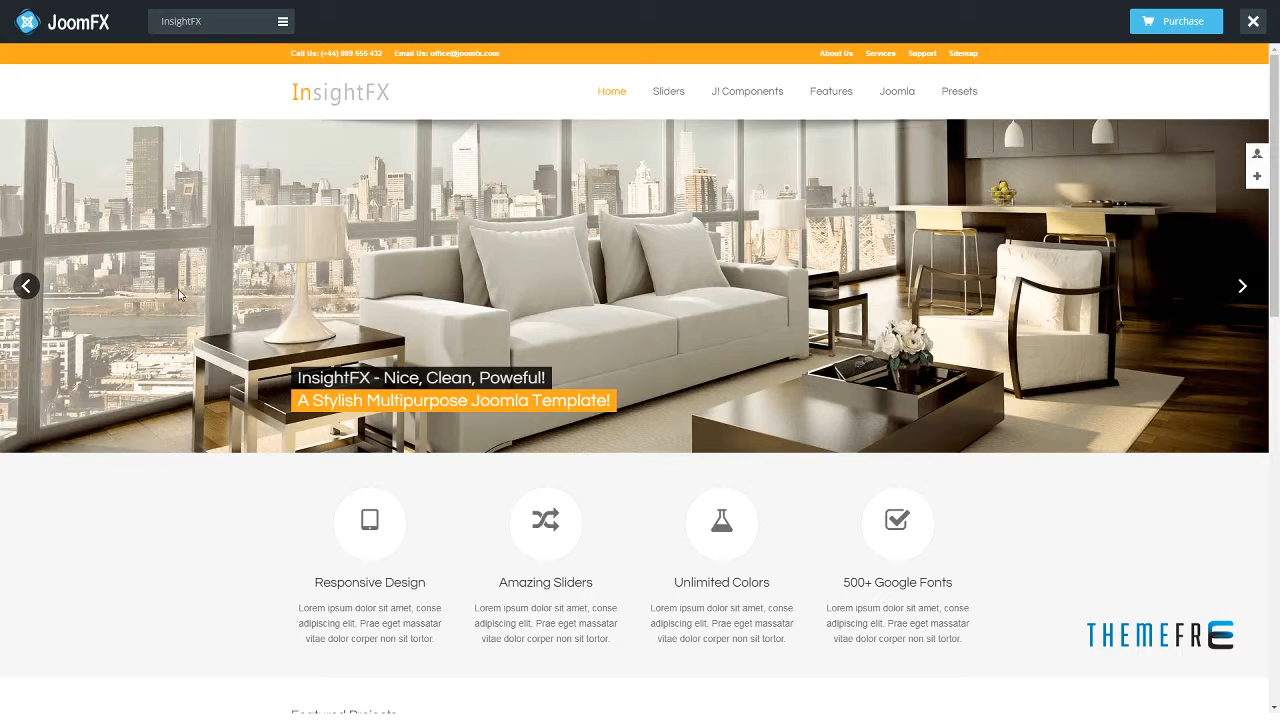 JoomFX
InsightFX
Purchase
Call Us: (+44) 889 555 432 Email Us: office@joomfx.com
About Us Services Support Sitemap
InsightFX
Home Sliders J! Components Features Joomla Presets
InsightFX - Nice, Clean, Poweful!
A Stylish Multipurpose Joomla Template!
Responsive Design
Lorem ipsum dolor sit amet, conse
adipiscing elit. Prae eget massatar
vitae dolor corper non sit tortor.
Amazing Sliders
Lorem ipsum dolor sit amet, conse
adipiscing elit. Prae eget massatar
vitae dolor corper non sit tortor.
Unlimited Colors
Lorem ipsum dolor sit amet, conse
adipiscing elit. Prae eget massatar
vitae dolor corper non sit tortor.
500+ Google Fonts
Lorem ipsum dolor sit amet, conse
adipiscing elit. Prae eget massatar
vitae dolor corper non sit tortor.
THEMEFRE
Featured Projects